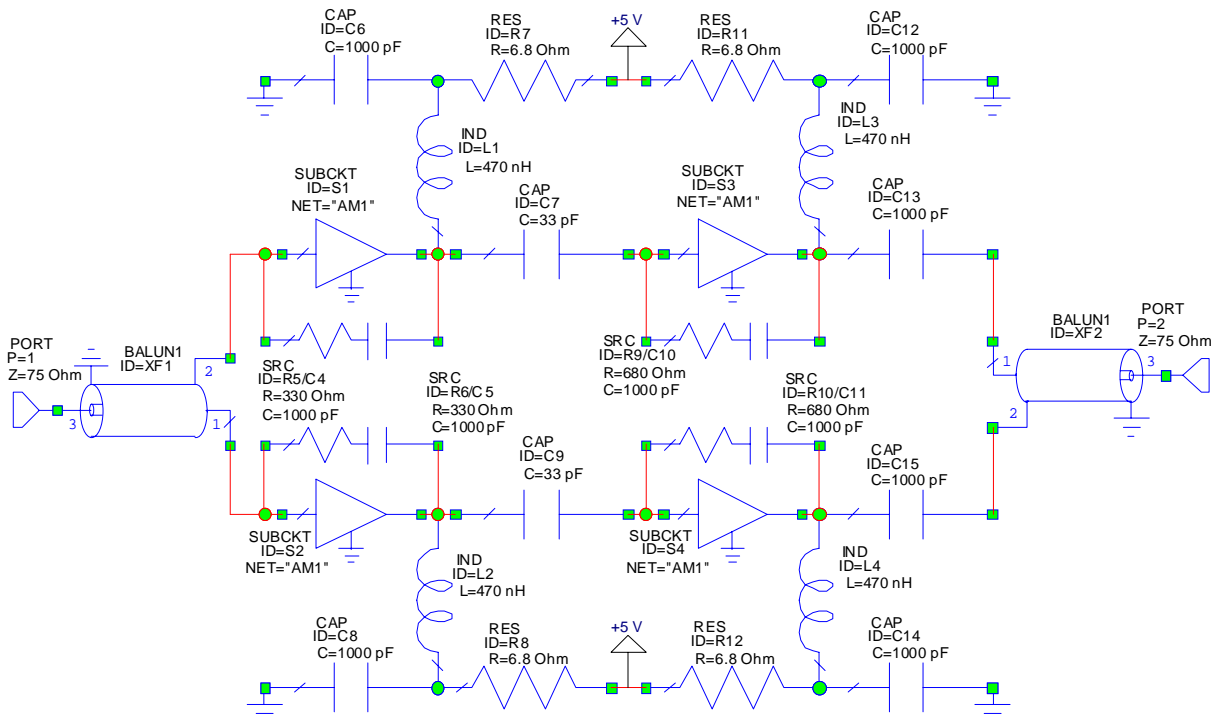 CAP
ID=C6
C=1000 pF
RES
ID=R7
R=6.8 Ohm
+5 V
RES
ID=R11
R=6.8 Ohm
CAP
ID=C12
C=1000 pF
IND
ID=L1
L=470 nH
IND
ID=L3
L=470 nH
SUBCKT
ID=S1
NET="AM1"
CAP
ID=C7
C=33 pF
SUBCKT
ID=S3
NET="AM1"
CAP
ID=C13
C=1000 pF
PORT
P=1
Z=75 Ohm
BALUN1
ID=XF1
2
3
1
SRC
ID=R5/C4
R=330 Ohm
C=1000 pF
SRC
ID=R6/C5
R=330 Ohm
C=1000 pF
SRC
ID=R9/C10
R=680 Ohm
C=1000 pF
SRC
ID=R10/C11
R=680 Ohm
C=1000 pF
BALUN1
ID=XF2
PORT
P=2
Z=75 Ohm
1
3
2
CAP
ID=C9
C=33 pF
CAP
ID=C15
C=1000 pF
SUBCKT
ID=S2
NET="AM1"
SUBCKT
ID=S4
NET="AM1"
IND
ID=L2
L=470 nH
IND
ID=L4
L=470 nH
CAP
ID=C8
C=1000 pF
RES
ID=R8
R=6.8 Ohm
+5 V
RES
ID=R12
R=6.8 Ohm
CAP
ID=C14
C=1000 pF